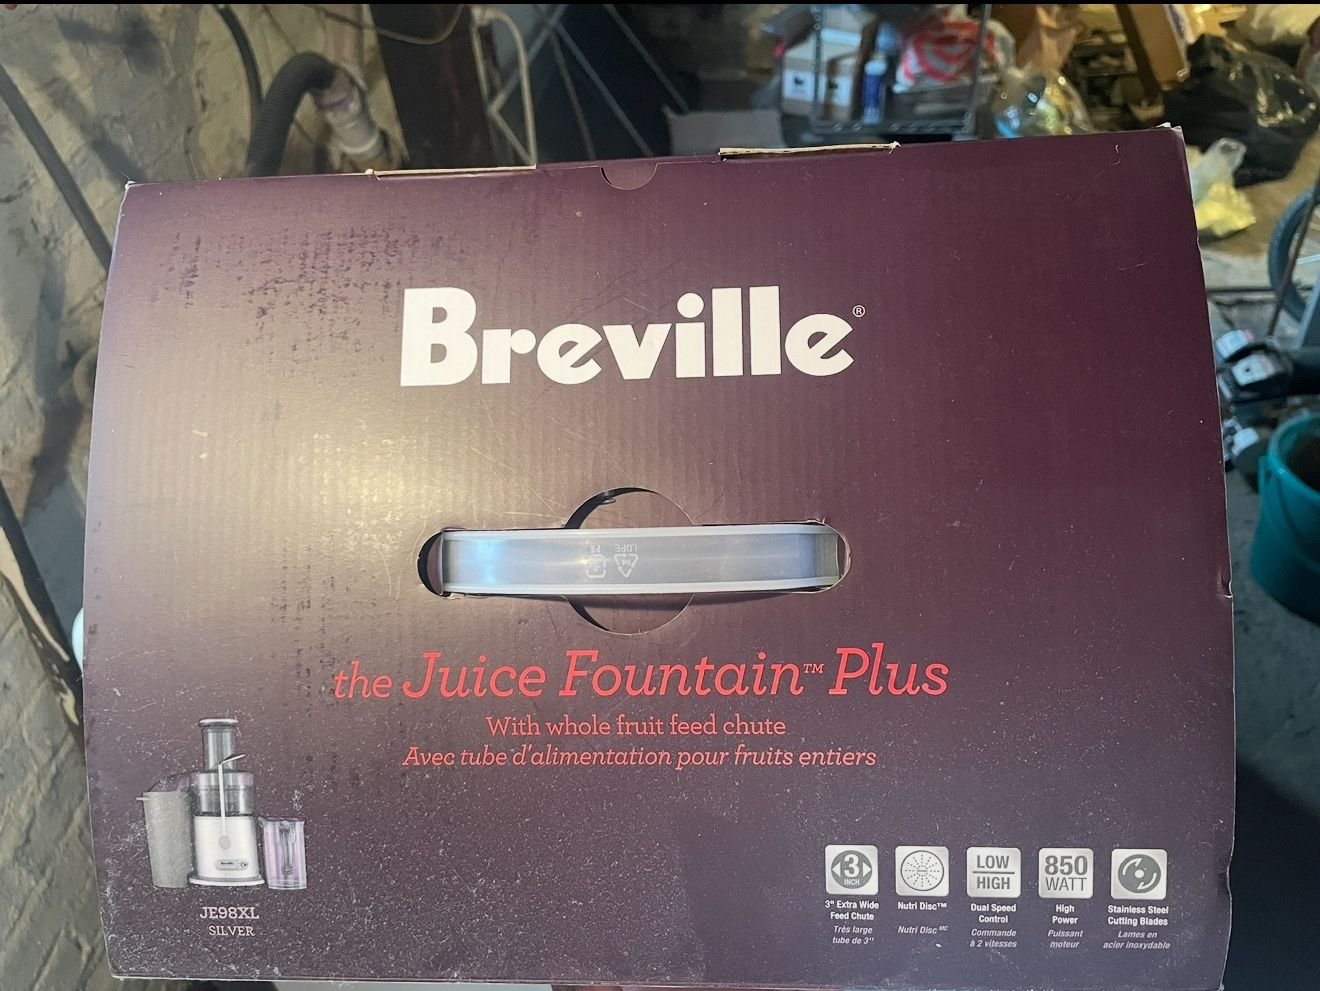 Breville®
LDPE
04
the Juice Fountain™ Plus
With whole fruit feed chute
Avec tube d'alimentation pour fruits entiers
JE98XL
SILVER
3
INCH
3" Extra Wide
Feed Chute
Très large
tube de 3"
Nutri Disc™
Nutri Disc MC
LOW
HIGH
Dual Speed
Control
Commande
à 2 vitesses
850
WATT
High
Power
Puissant
moteur
Stainless Steel
Cutting Blades
Lames en
acier inoxydable